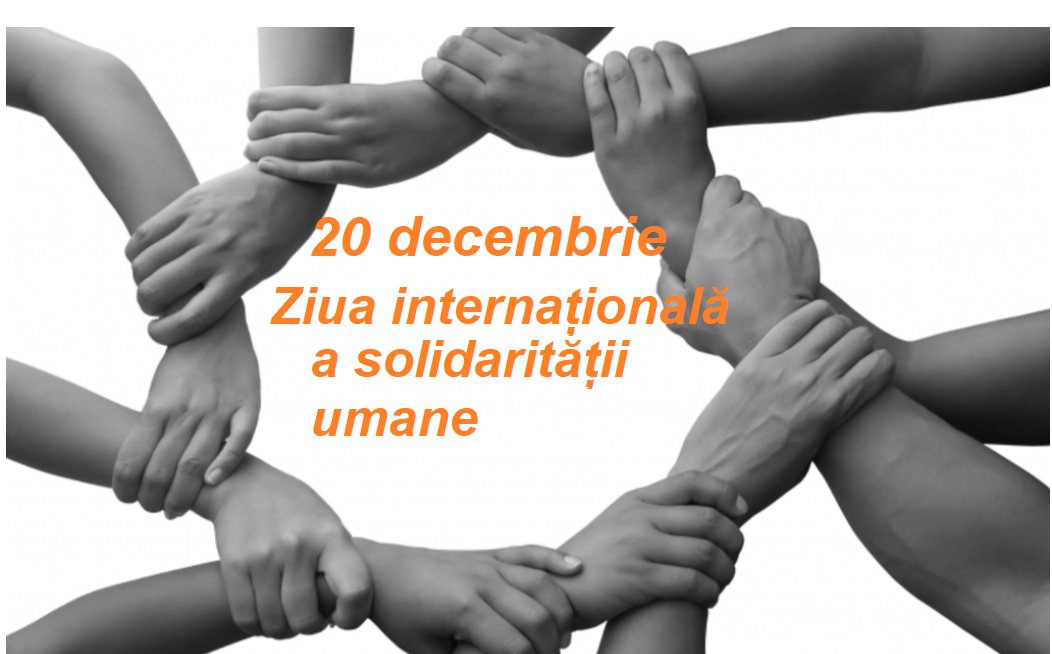 20 decembrie
Ziua internațională
a solidarității
umane